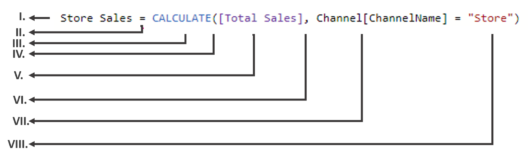 I. Store Sales = CALCULATE([Total Sales], Channel[ChannelName] = "Store")
II.
III.
IV.
V.
VI.
VII.
VIII.